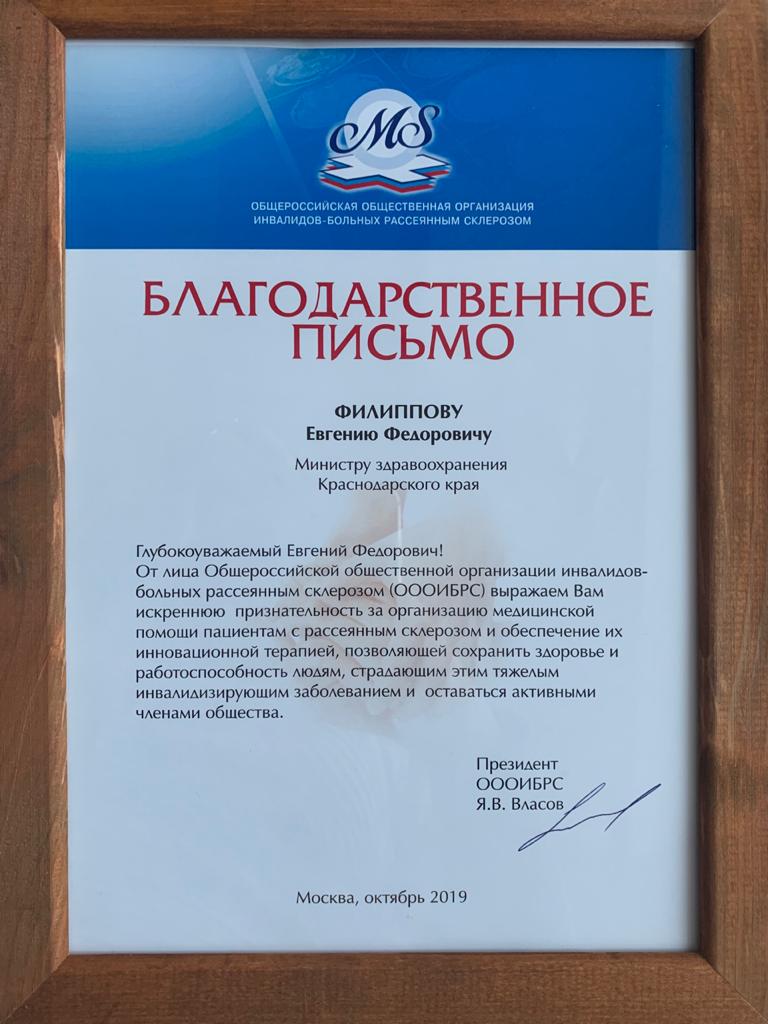 MS
ОБЩЕРОССИЙСКАЯ ОБЩЕСТВЕННАЯ ОРГАНИЗАЦИЯ
ИНВАЛИДОВ-БОЛЬНЫХ РАССЕЯННЫМ СКЛЕРОЗОМ
БЛАГОДАРСТВЕННОЕ
ПИСЬМО
ФИЛИППОВУ
Евгению Федоровичу
Министру здравоохранения
Краснодарского края
Глубокоуважаемый Евгений Федорович!
От лица Общероссийской общественной организации инвалидов-
больных рассеянным склерозом (ОООИБРС) выражаем Вам
искреннюю признательность за организацию медицинской
помощи пациентам с рассеянным склерозом и обеспечение их
инновационной терапией, позволяющей сохранить здоровье и
работоспособность людям, страдающим этим тяжелым
инвалидизирующим заболеванием и оставаться активными
членами общества.
Президент
ОООИБРС
Я.В. Власов
Москва, октябрь 2019